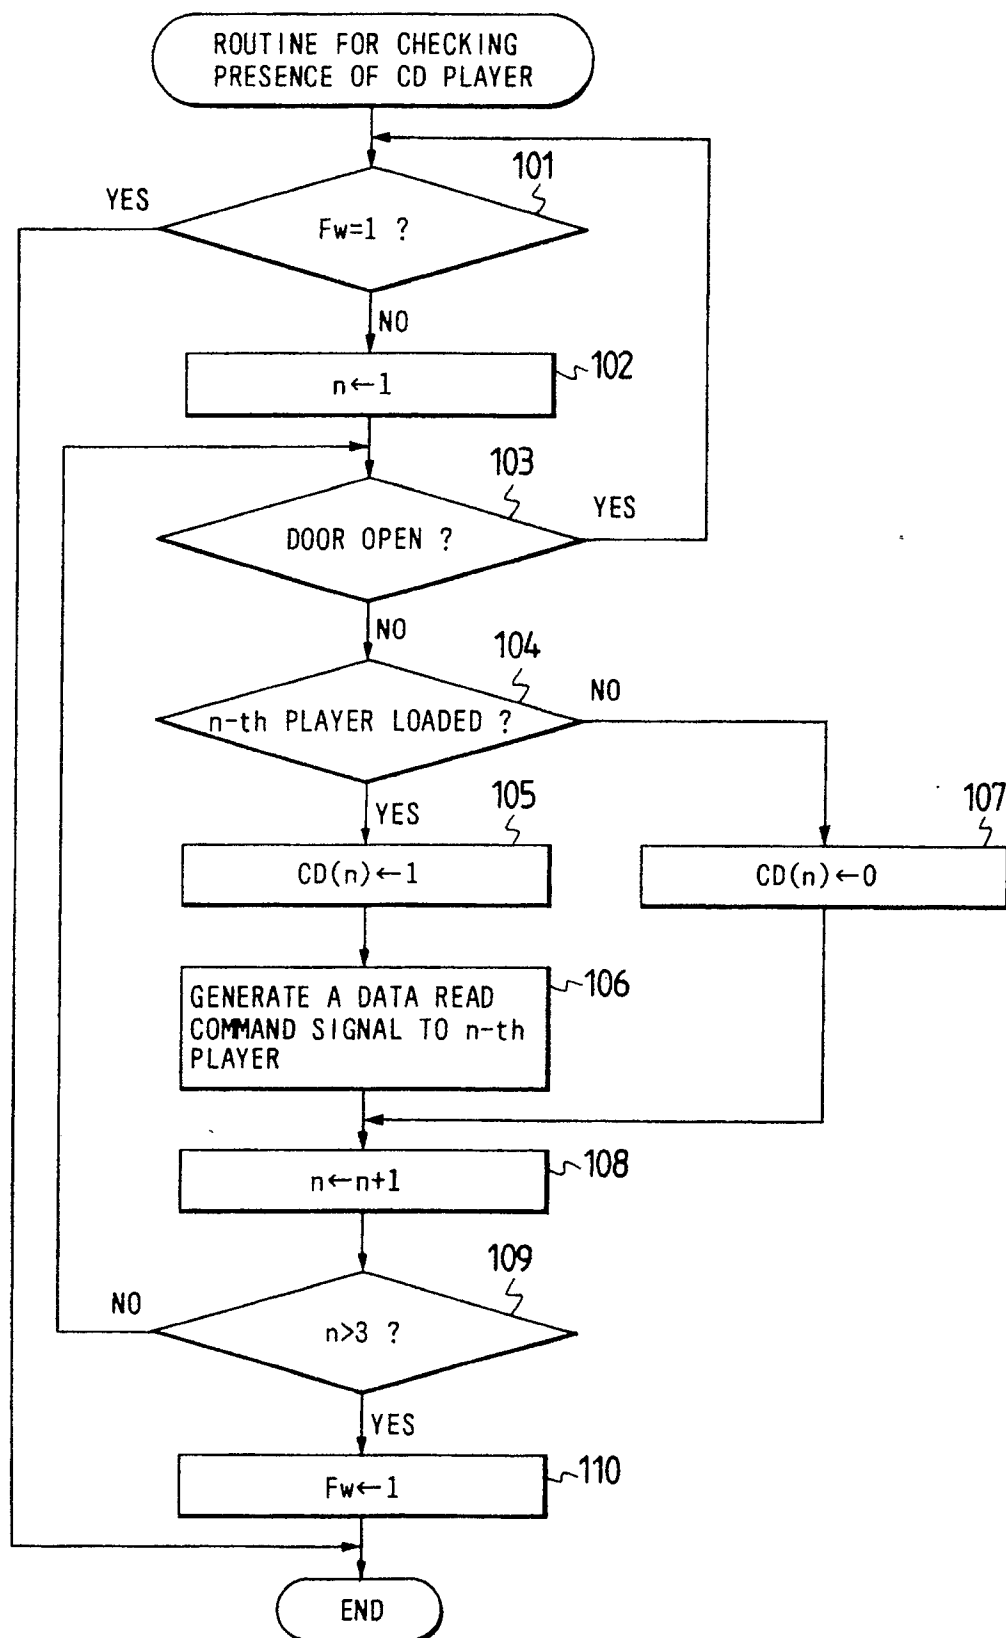 ROUTINE FOR CHECKING
PRESENCE OF CD PLAYER
101
YES
Fw=1 ?
NO
102
n←1
103
YES
DOOR OPEN ?
NO
104
NO
n-th PLAYER LOADED ?
YES
105
107
CD(n)←1
CD(n)←0
106
GENERATE A DATA READ
COMMAND SIGNAL TO n-th
PLAYER
108
n←n+1
109
NO
n>3 ?
YES
110
Fw←1
END